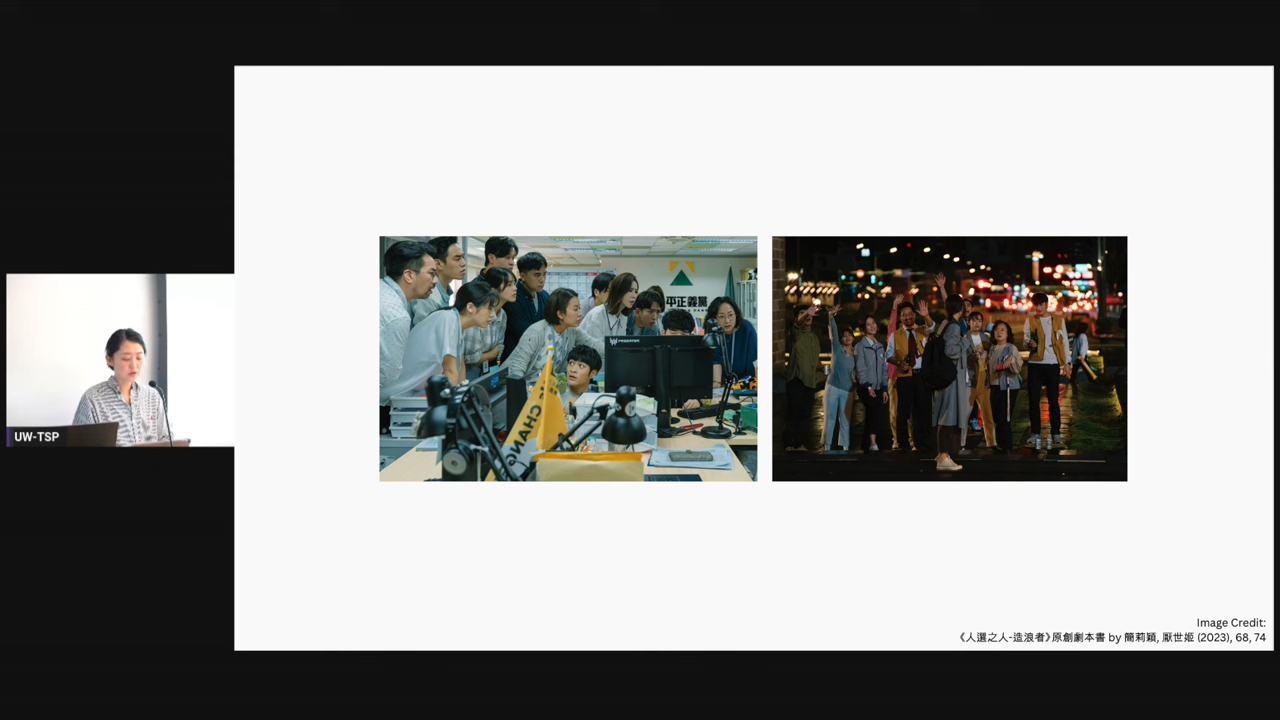 UW-TSP
平正義黨
PREDATOR
CHANG
Image Credit:
《人選之人-造浪者》原創劇本書 by 簡莉穎, 厭世姬 (2023), 68, 74